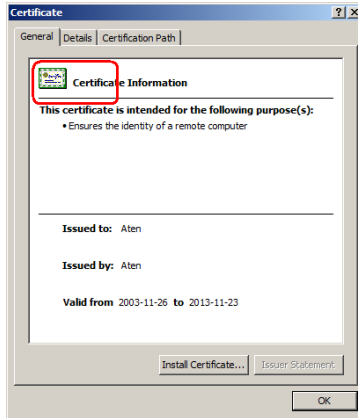 Certificate
General Details Certification Path
Certificate Information
This certificate is intended for the following purpose(s):
• Ensures the identity of a remote computer
Issued to: Aten
Issued by: Aten
Valid from 2003-11-26 to 2013-11-23
Install Certificate... Issuer Statement
OK